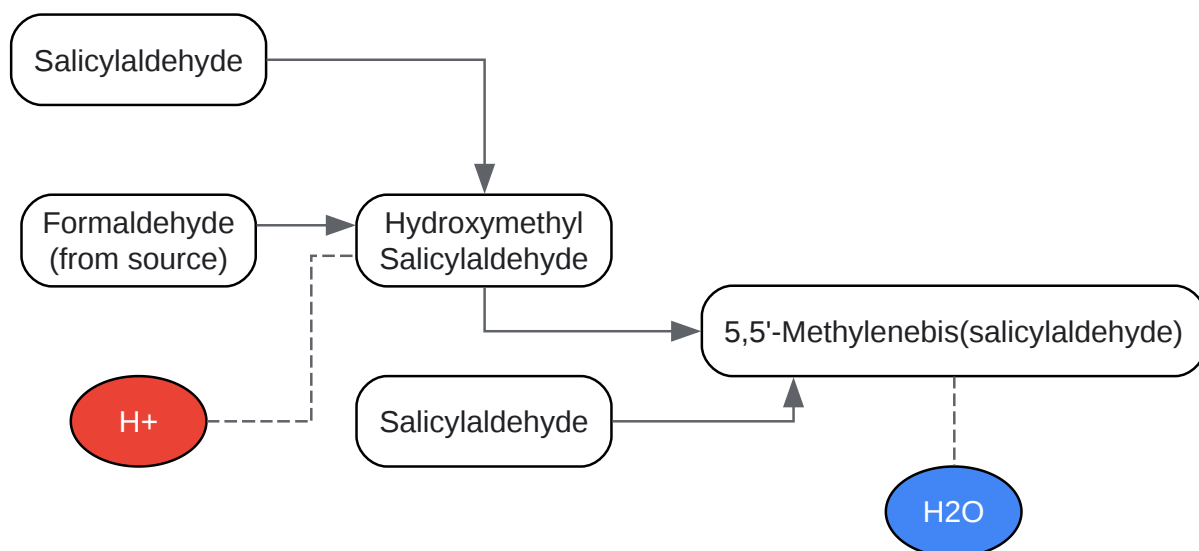 Salicylaldehyde
Formaldehyde
(from source)
Hydroxymethyl
Salicylaldehyde
5,5'-Methylenebis(salicylaldehyde)
H+
Salicylaldehyde
H2O